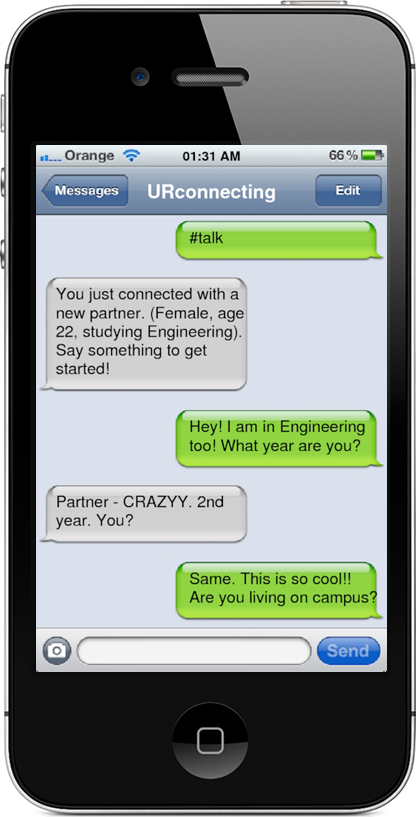 Orange 01:31 AM 66%
Messages URconnecting Edit
#talk
You just connected with a
new partner. (Female, age
22, studying Engineering).
Say something to get
started!
Hey! I am in Engineering
too! What year are you?
Partner - CRAZYY. 2nd
year. You?
Same. This is so cool!!
Are you living on campus?
Send